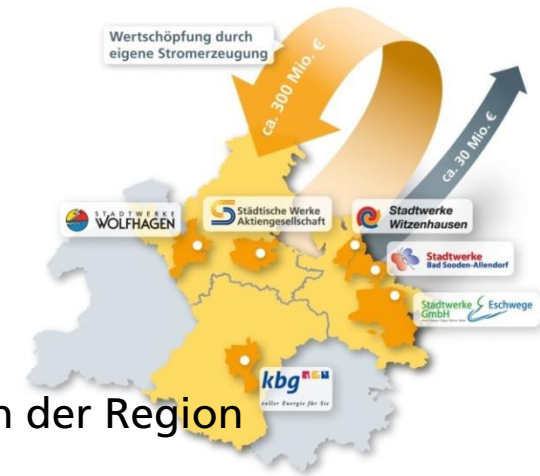 Wertschöpfung durch
eigene Stromerzeugung
ca. 300 Mio. €
ca. 30 Mio. €
STADTWERKE
WOLFHAGEN
Städtische Werke
Aktiengesellschaft
Stadtwerke
Witzenhausen
Stadtwerke
Bad Sooden-Allendorf
Stadtwerke Eschwege
GmbH
kbg
voller Energie für Sie
der Region